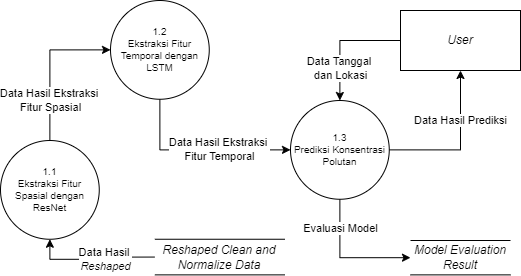 1.2
Ekstraksi Fitur
Temporal dengan
LSTM
User
Data Tanggal
dan Lokasi
Data Hasil Ekstraksi
Fitur Spasial
Data Hasil Prediksi
Data Hasil Ekstraksi
Fitur Temporal
1.3
Prediksi Konsentrasi
Polutan
1.1
Ekstraksi Fitur
Spasial dengan
ResNet
Evaluasi Model
Data Hasil
Reshaped
Reshaped Clean and
Normalize Data
Model Evaluation
Result